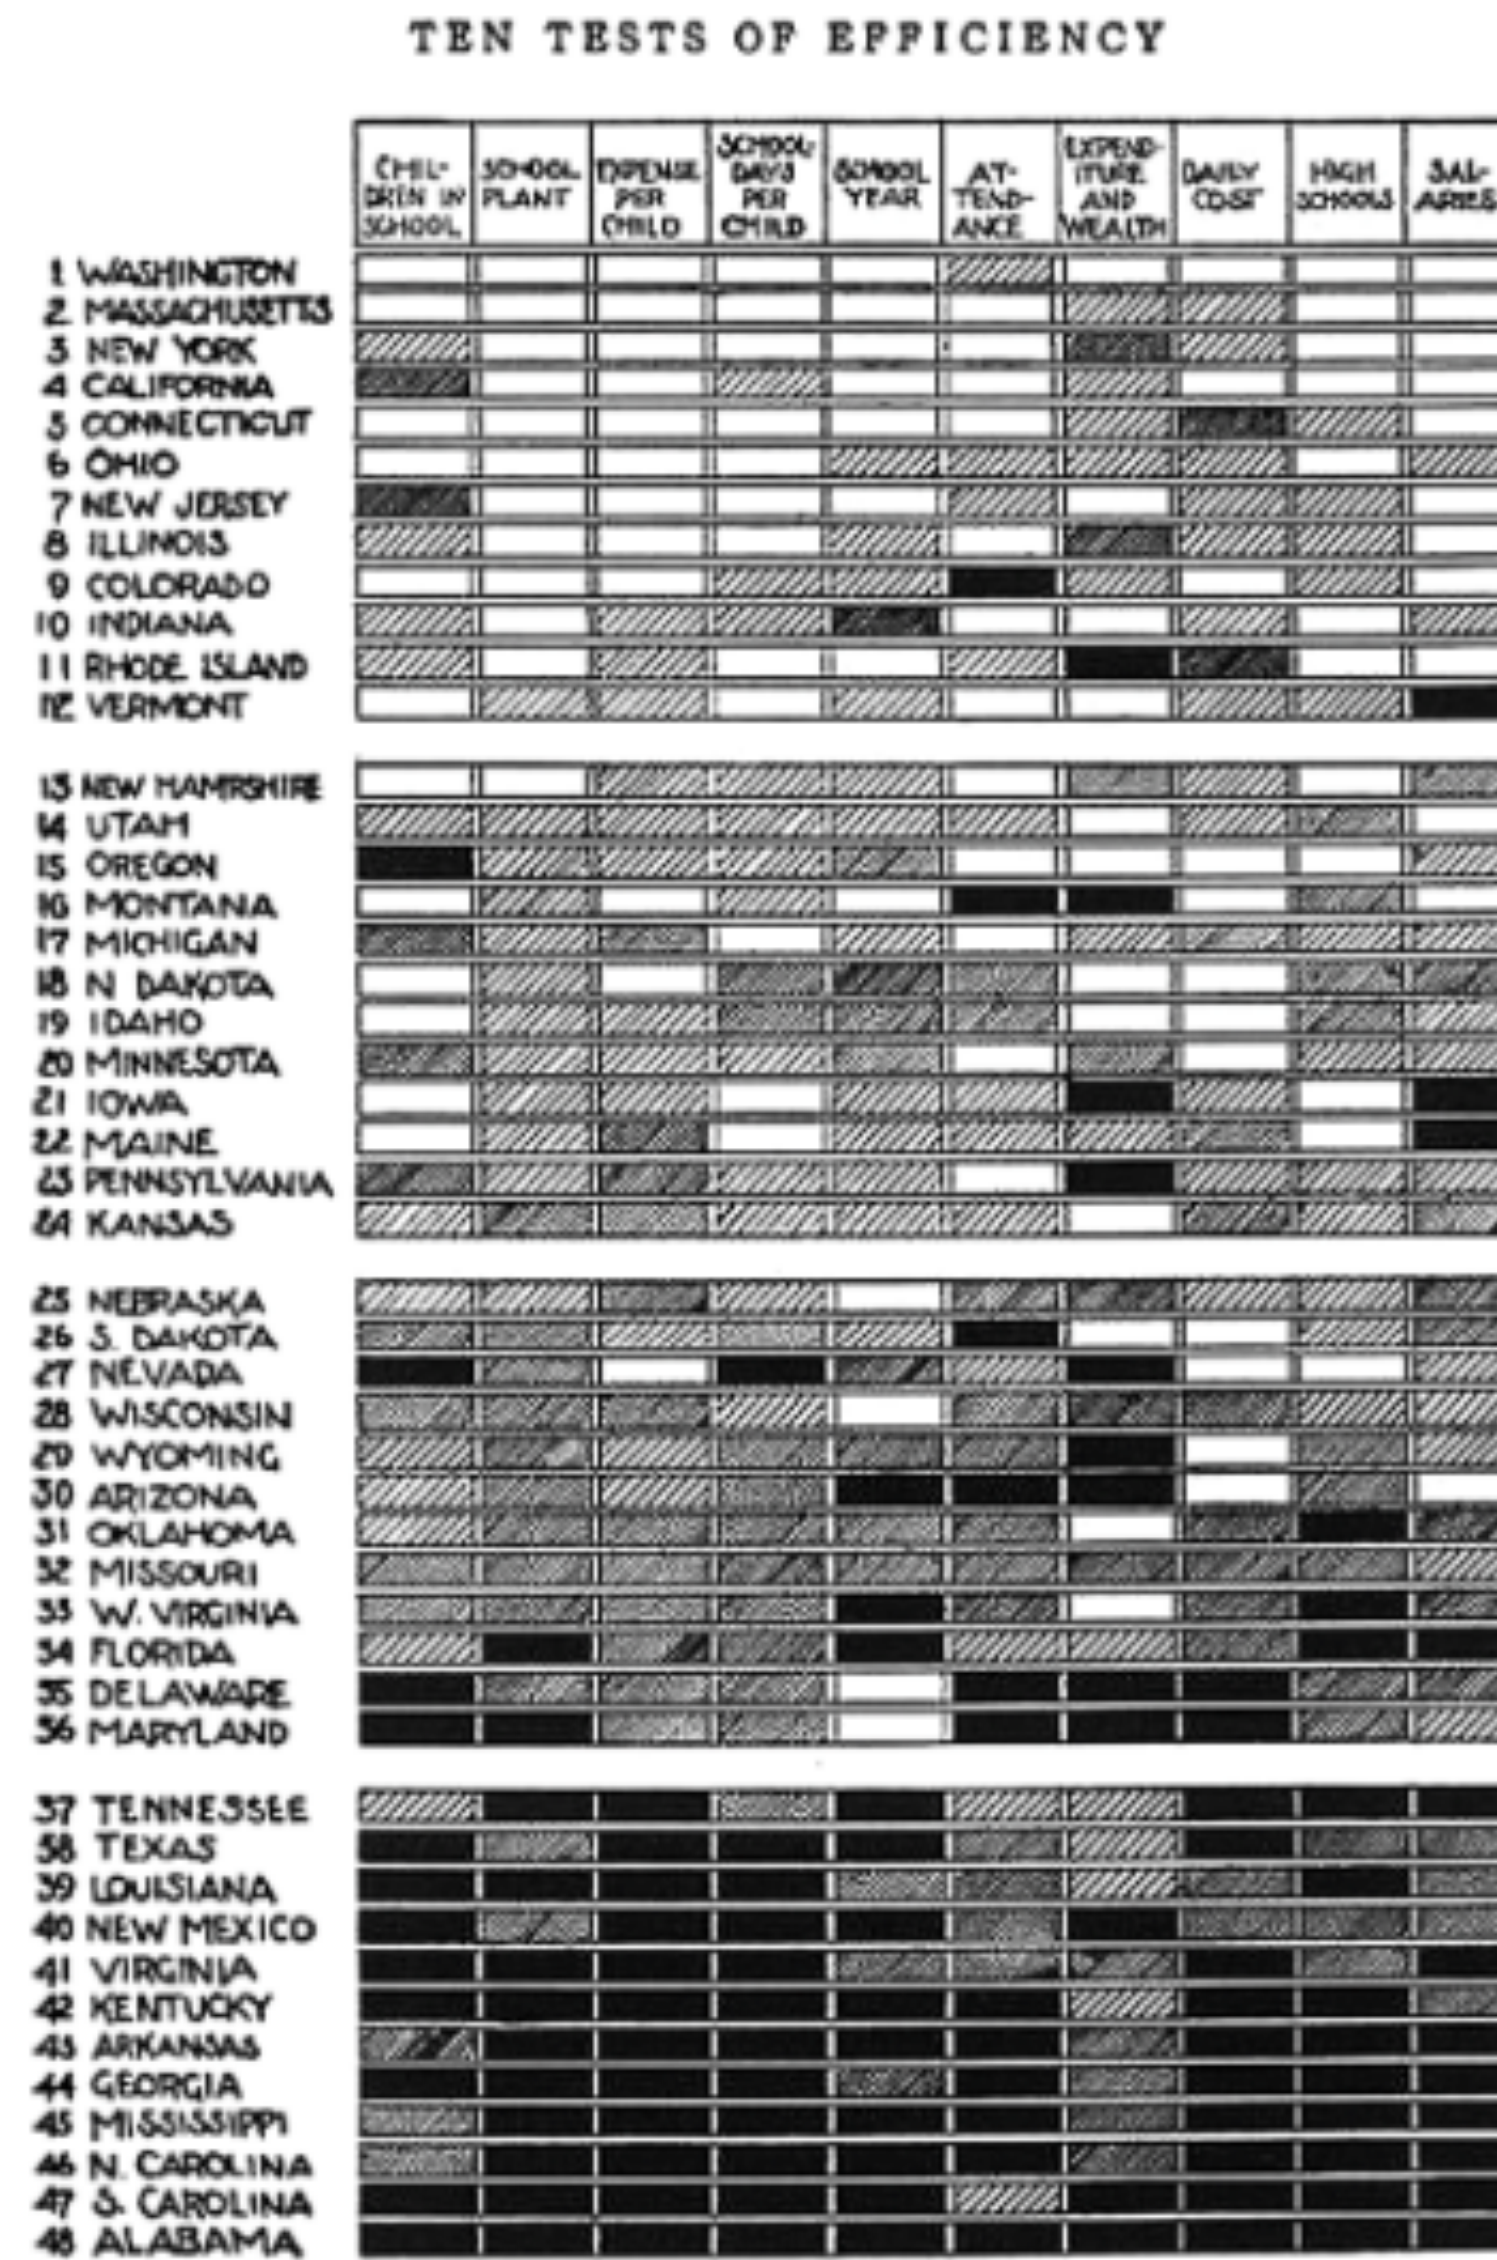 TEN TESTS OF EFFICIENCY
CHIL-
DREN IN
SCHOOL
SCHOOL
PLANT
EXPENSE
PER
CHILD
SCHOOL
DAYS
PER
CHILD
SCHOOL
YEAR
AT-
TEND-
ANCE
EXPEND-
ITURE
AND
WEALTH
DAILY
COST
HIGH
SCHOOLS
SAL-
ARIES
1 WASHINGTON
2 MASSACHUSETTS
3 NEW YORK
4 CALIFORNIA
5 CONNECTICUT
6 OHIO
7 NEW JERSEY
8 ILLINOIS
9 COLORADO
10 INDIANA
11 RHODE ISLAND
12 VERMONT
13 NEW HAMPSHIRE
14 UTAH
15 OREGON
16 MONTANA
17 MICHIGAN
18 N DAKOTA
19 IDAHO
20 MINNESOTA
21 IOWA
22 MAINE
23 PENNSYLVANIA
24 KANSAS
25 NEBRASKA
26 S. DAKOTA
27 NEVADA
28 WISCONSIN
29 WYOMING
30 ARIZONA
31 OKLAHOMA
32 MISSOURI
33 W. VIRGINIA
34 FLORIDA
35 DELAWARE
36 MARYLAND
37 TENNESSEE
38 TEXAS
39 LOUISIANA
40 NEW MEXICO
41 VIRGINIA
42 KENTUCKY
43 ARKANSAS
44 GEORGIA
45 MISSISSIPPI
46 N. CAROLINA
47 S. CAROLINA
48 ALABAMA